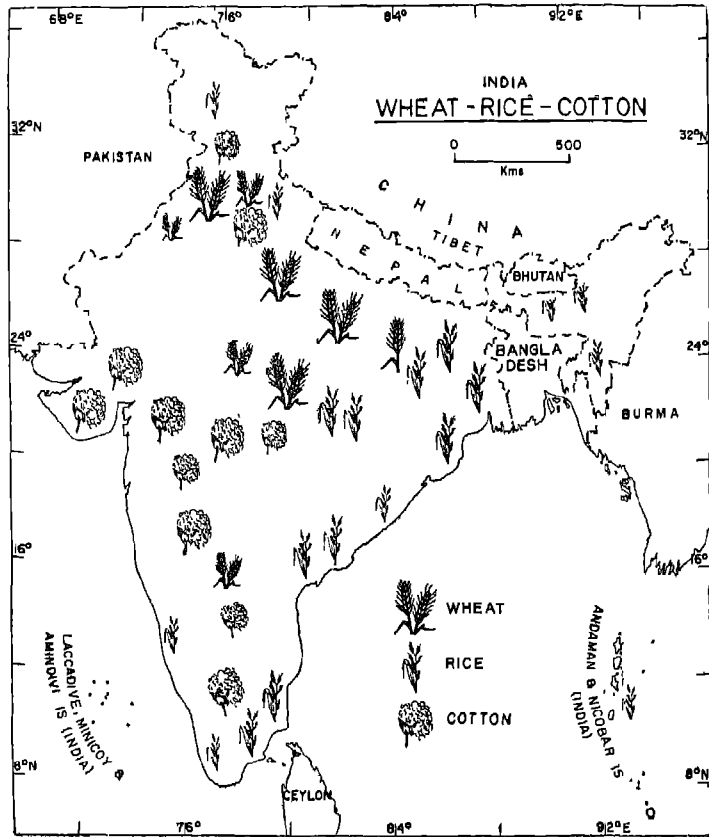 68°E
76°
84°
92°E
INDIA
WHEAT-RICE-COTTON
0 500
Kms
32°N
32°N
PAKISTAN
CHINA
TIBET
NEPAL
BHUTAN
24°
24°
BANGLA
DESH
BURMA
16°
16°
WHEAT
RICE
COTTON
LACCADIVE, MINICOY
AMINDIVI IS (INDIA)
ANDAMAN & NICOBAR IS
(INDIA)
8°N
8°N
CEYLON
76°
84°
92°E